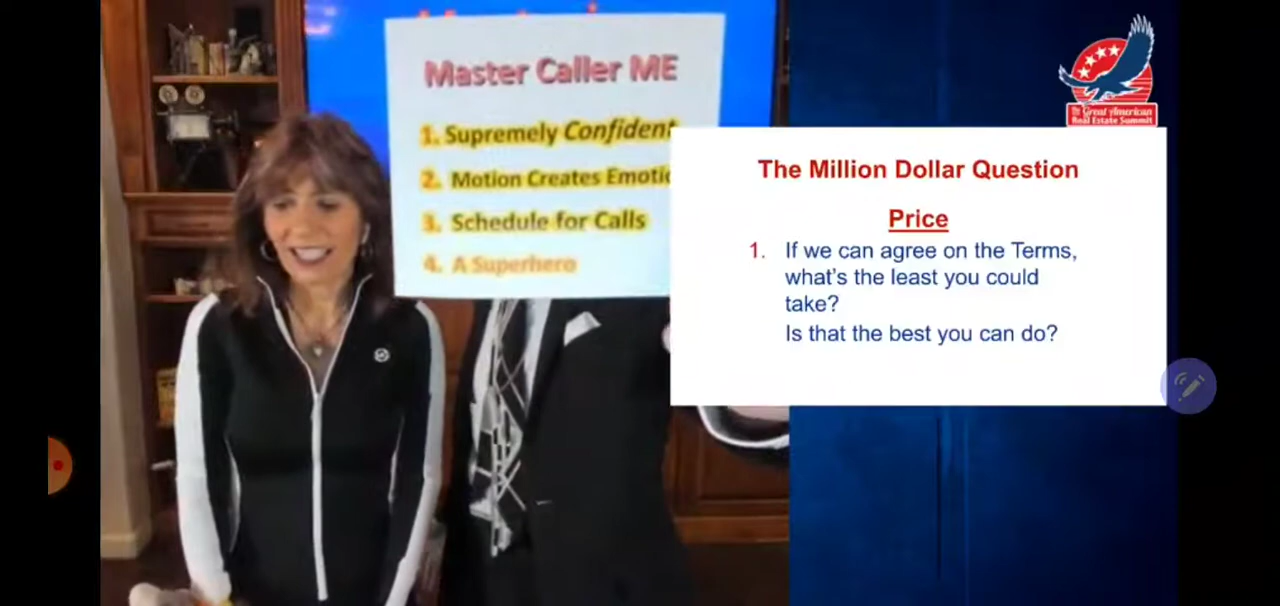 Master Caller ME
1. Supremely Confident
2. Motion Creates
3. Schedule for Calls
4. A Superhero
The Great American
Real Estate Summit
The Million Dollar Question
Price
1. If we can agree on the Terms,
what's the least you could
take?
Is that the best you can do?